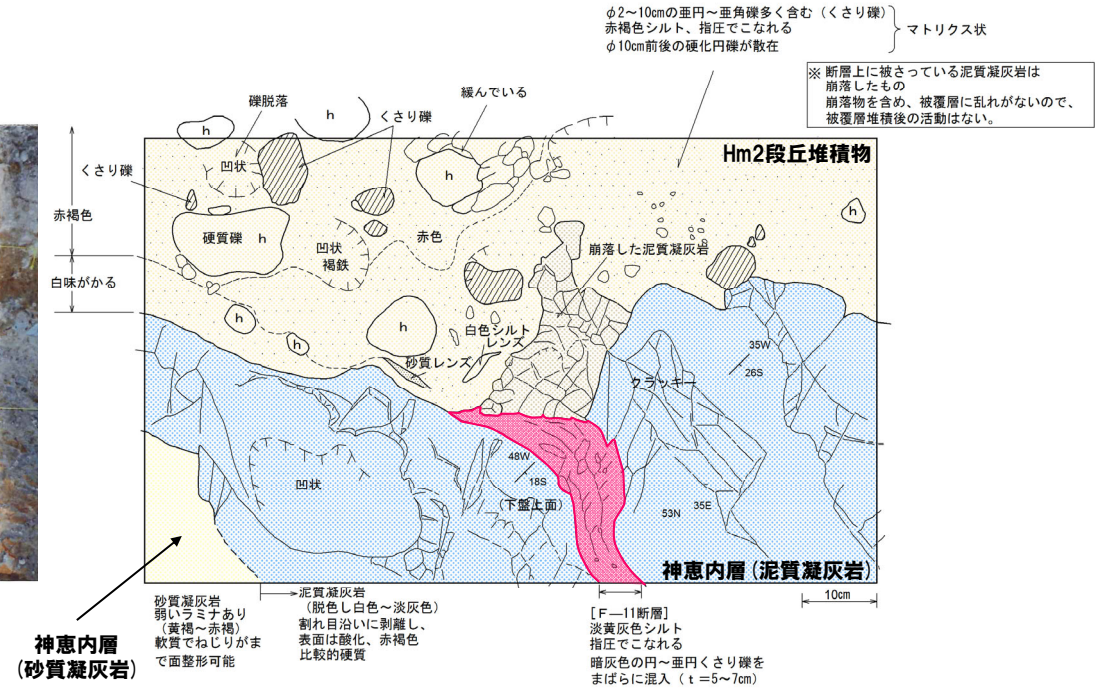 φ2～10cmの亜円～亜角礫多く含む（くさり礫）
赤褐色シルト、指圧でこなれる
φ10cm前後の硬化円礫が散在
マトリクス状
※ 断層上に被さっている泥質凝灰岩は
崩落したもの
崩落物を含め、被覆層に乱れがないので、
被覆層堆積後の活動はない。
礫脱落
h
h
くさり礫
緩んでいる
Hm2段丘堆積物
くさり礫
凹状
h
赤褐色
硬質礫 h
凹状
褐鉄
赤色
h
崩落した泥質凝灰岩
白味がかる
h
h
h
白色シルト
レンズ
砂質レンズ
35W
26S
クラッキー
48W
18S
(下盤上面)
凹状
53N
35E
神恵内層(泥質凝灰岩)
10cm
砂質凝灰岩
弱いラミナあり
（黄褐～赤褐）
軟質でねじりがま
で面整形可能
泥質凝灰岩
（脱色し白色～淡灰色）
割れ目沿いに剥離し、
表面は酸化、赤褐色
比較的硬質
[Ｆ―11断層]
淡黄灰色シルト
指圧でこなれる
暗灰色の円～亜円くさり礫を
まばらに混入（ｔ＝5～7cm）
神恵内層
(砂質凝灰岩)